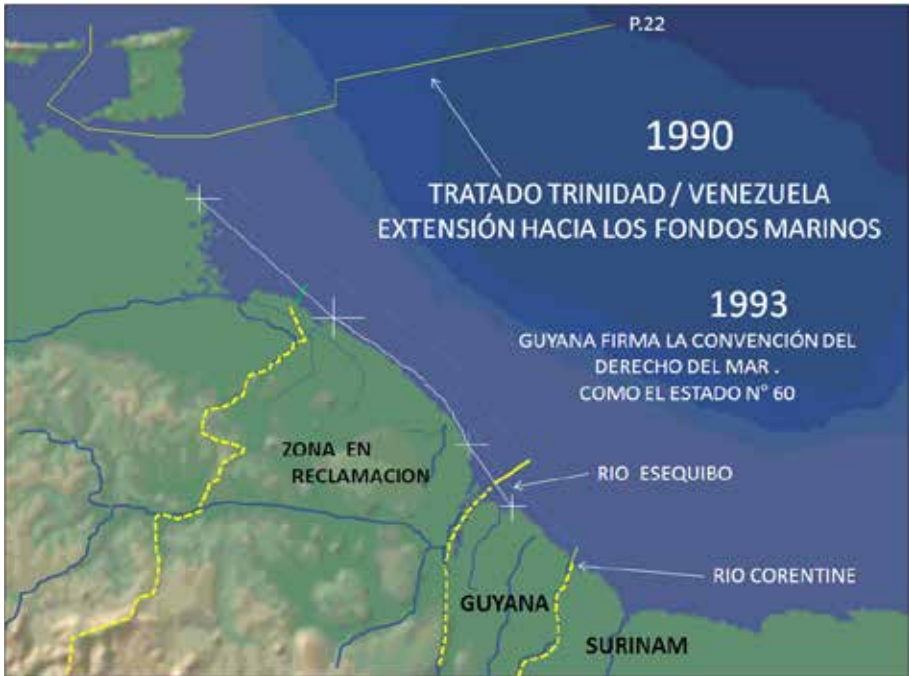 P.22
1990
TRATADO TRINIDAD / VENEZUELA
EXTENSIÓN HACIA LOS FONDOS MARINOS
1993
GUYANA FIRMA LA CONVENCIÓN DEL
DERECHO DEL MAR .
COMO EL ESTADO N° 60
ZONA EN
RECLAMACION
RIO ESEQUIBO
RIO CORENTINE
GUYANA
SURINAM